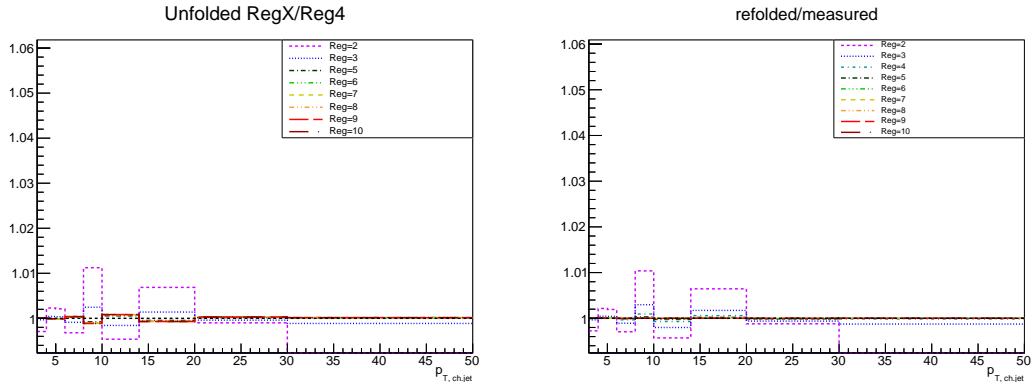 Unfolded RegX/Reg4
1.06
1.05
1.04
1.03
1.02
1.01
1
5 10 15 20 25 30 35 40 45 50
p T, ch.jet
Reg=2
Reg=3
Reg=5
Reg=6
Reg=7
Reg=8
Reg=9
Reg=10
refolded/measured
1.06
1.05
1.04
1.03
1.02
1.01
1
5 10 15 20 25 30 35 40 45 50
p T, ch.jet
Reg=2
Reg=3
Reg=4
Reg=5
Reg=6
Reg=7
Reg=8
Reg=9
Reg=10